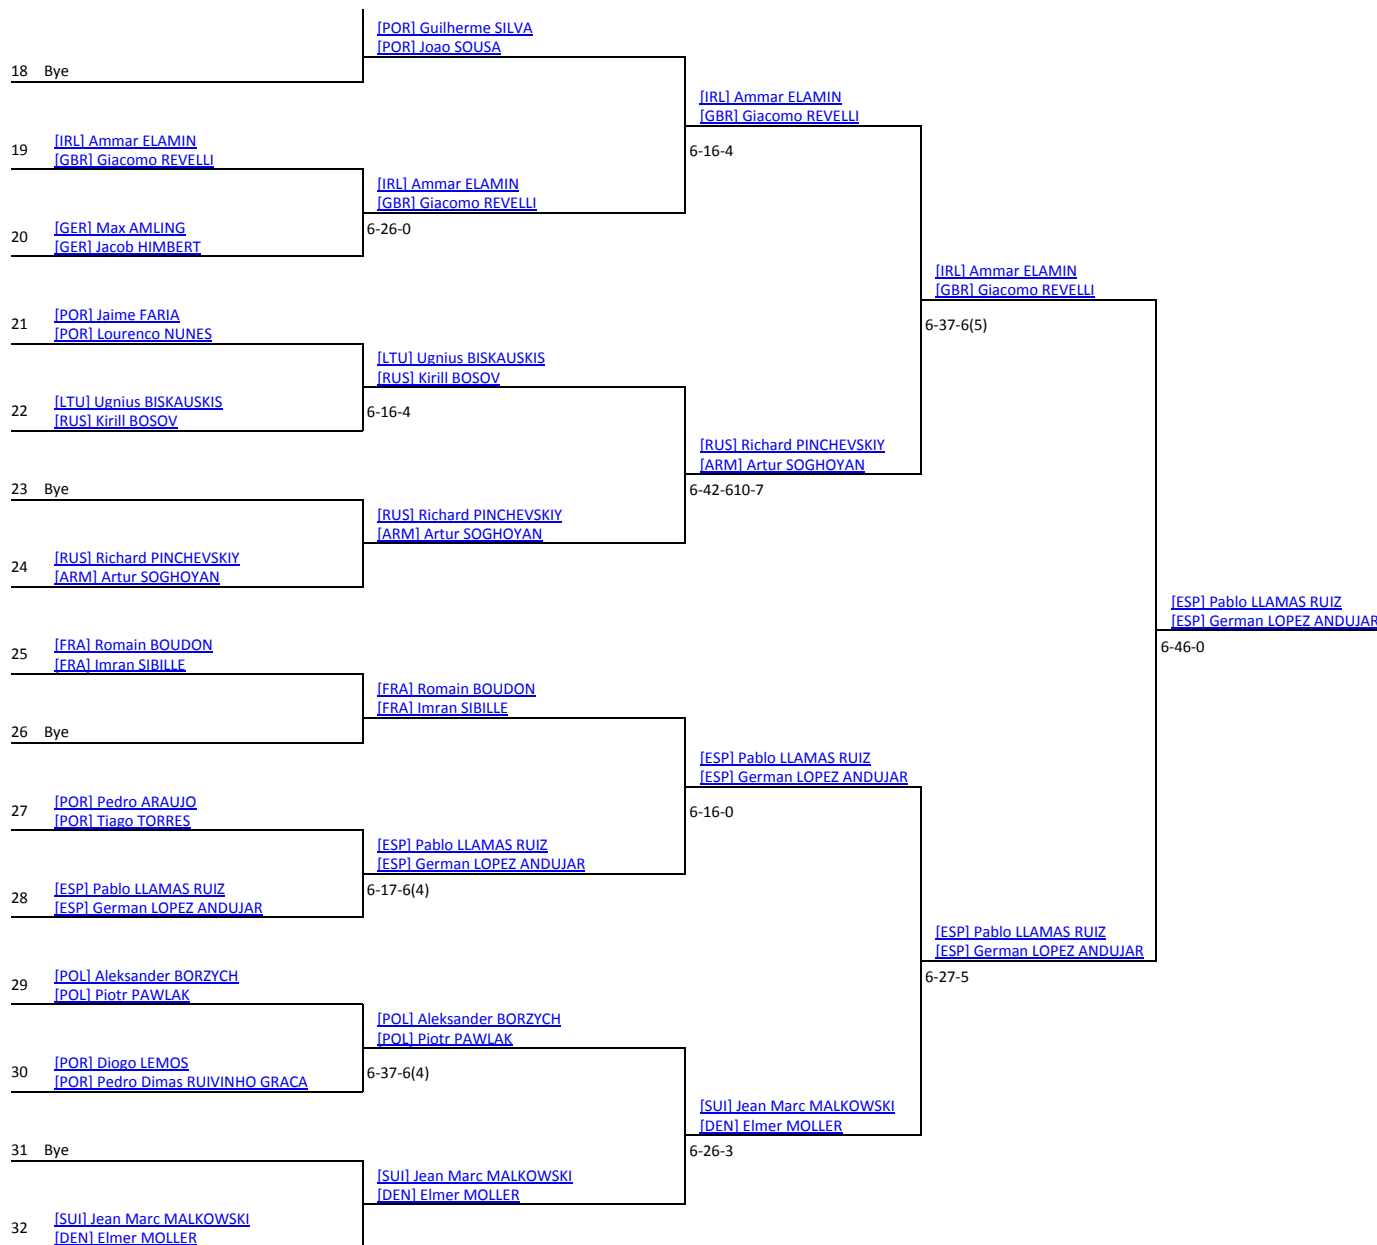 [POR] Guilherme SILVA
[POR] Joao SOUSA
18 Bye
[IRL] Ammar ELAMIN
[GBR] Giacomo REVELLI
19 [IRL] Ammar ELAMIN
[GBR] Giacomo REVELLI
6-16-4
[IRL] Ammar ELAMIN
[GBR] Giacomo REVELLI
20 [GER] Max AMLING
[GER] Jacob HIMBERT
6-26-0
[IRL] Ammar ELAMIN
[GBR] Giacomo REVELLI
21 [POR] Jaime FARIA
[POR] Lourenco NUNES
6-37-6(5)
[LTU] Ugnius BISKAUSKIS
[RUS] Kirill BOSOV
22 [LTU] Ugnius BISKAUSKIS
[RUS] Kirill BOSOV
6-16-4
[RUS] Richard PINCHEVSKIY
[ARM] Artur SOGHOYAN
23 Bye
6-42-610-7
[RUS] Richard PINCHEVSKIY
[ARM] Artur SOGHOYAN
24 [RUS] Richard PINCHEVSKIY
[ARM] Artur SOGHOYAN
[ESP] Pablo LLAMAS RUIZ
[ESP] German LOPEZ ANDUJAR
25 [FRA] Romain BOUDON
[FRA] Imran SIBILLE
6-46-0
[FRA] Romain BOUDON
[FRA] Imran SIBILLE
26 Bye
[ESP] Pablo LLAMAS RUIZ
[ESP] German LOPEZ ANDUJAR
27 [POR] Pedro ARAUJO
[POR] Tiago TORRES
6-16-0
[ESP] Pablo LLAMAS RUIZ
[ESP] German LOPEZ ANDUJAR
28 [ESP] Pablo LLAMAS RUIZ
[ESP] German LOPEZ ANDUJAR
6-17-6(4)
[ESP] Pablo LLAMAS RUIZ
[ESP] German LOPEZ ANDUJAR
29 [POL] Aleksander BORZYCH
[POL] Piotr PAWLAK
6-27-5
[POL] Aleksander BORZYCH
[POL] Piotr PAWLAK
30 [POR] Diogo LEMOS
[POR] Pedro Dimas RUIVINHO GRACA
6-37-6(4)
[SUI] Jean Marc MALKOWSKI
[DEN] Elmer MOLLER
31 Bye
6-26-3
[SUI] Jean Marc MALKOWSKI
[DEN] Elmer MOLLER
32 [SUI] Jean Marc MALKOWSKI
[DEN] Elmer MOLLER